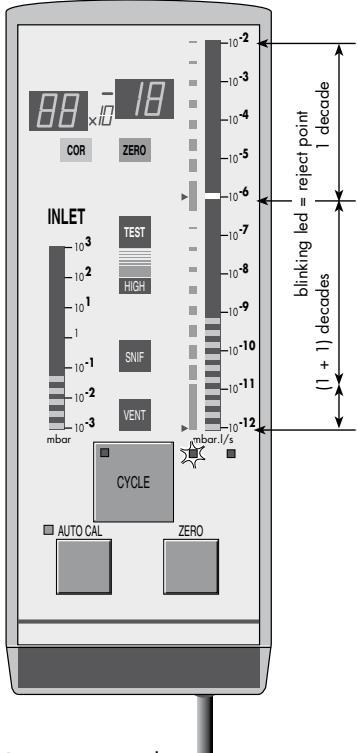 88 ×10 - 18
COR ZERO
INLET
10³
10²
10¹
1
10-1
10-2
10-3
mbar
TEST
HIGH
SNIF
VENT
10-2
10-3
10-4
10-5
10-6
10-7
10-8
10-9
10-10
10-11
10-12
mbar.l/s
CYCLE
AUTO CAL
ZERO
blinking led = reject point
1 decade
(1 + 1) decades